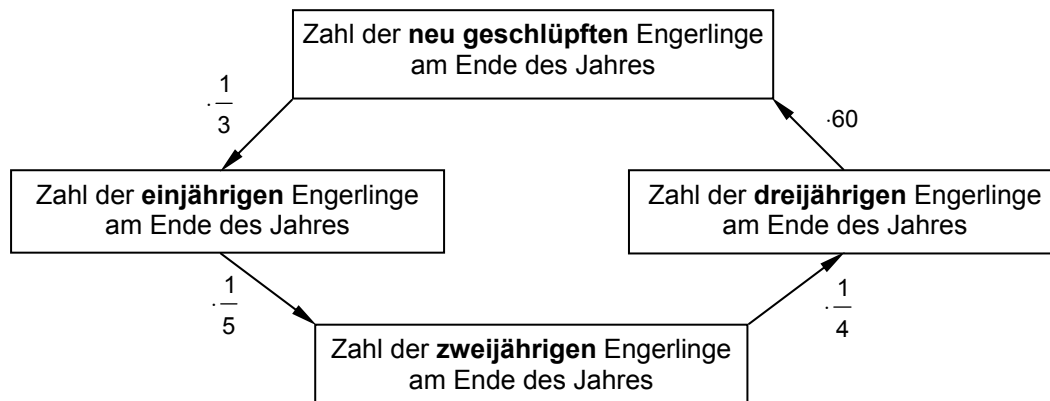 Zahl der neu geschlüpften Engerlinge
am Ende des Jahres
·1/3
·60
Zahl der einjährigen Engerlinge
am Ende des Jahres
Zahl der dreijährigen Engerlinge
am Ende des Jahres
·1/5
·1/4
Zahl der zweijährigen Engerlinge
am Ende des Jahres